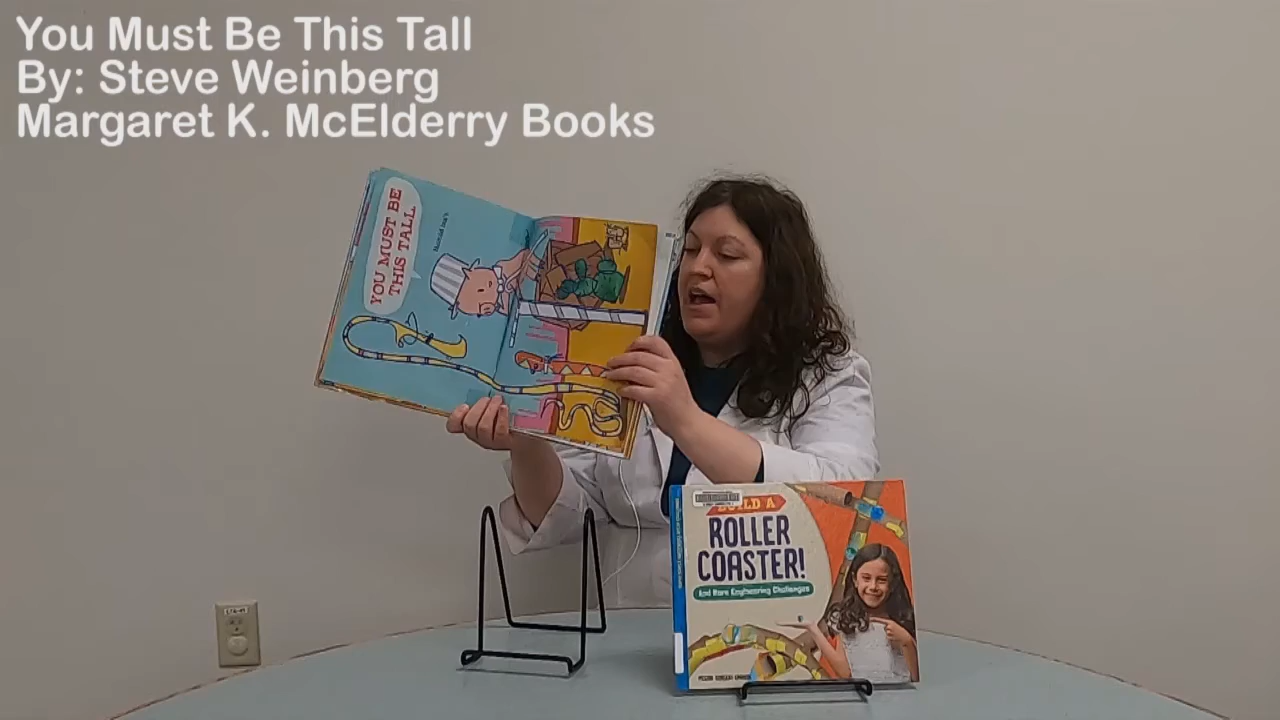 You Must Be This Tall
By: Steve Weinberg
Margaret K. McElderry Books
YOU MUST BE
THIS TALL.
BUILD A
ROLLER
COASTER!
And More Engineering Challenges